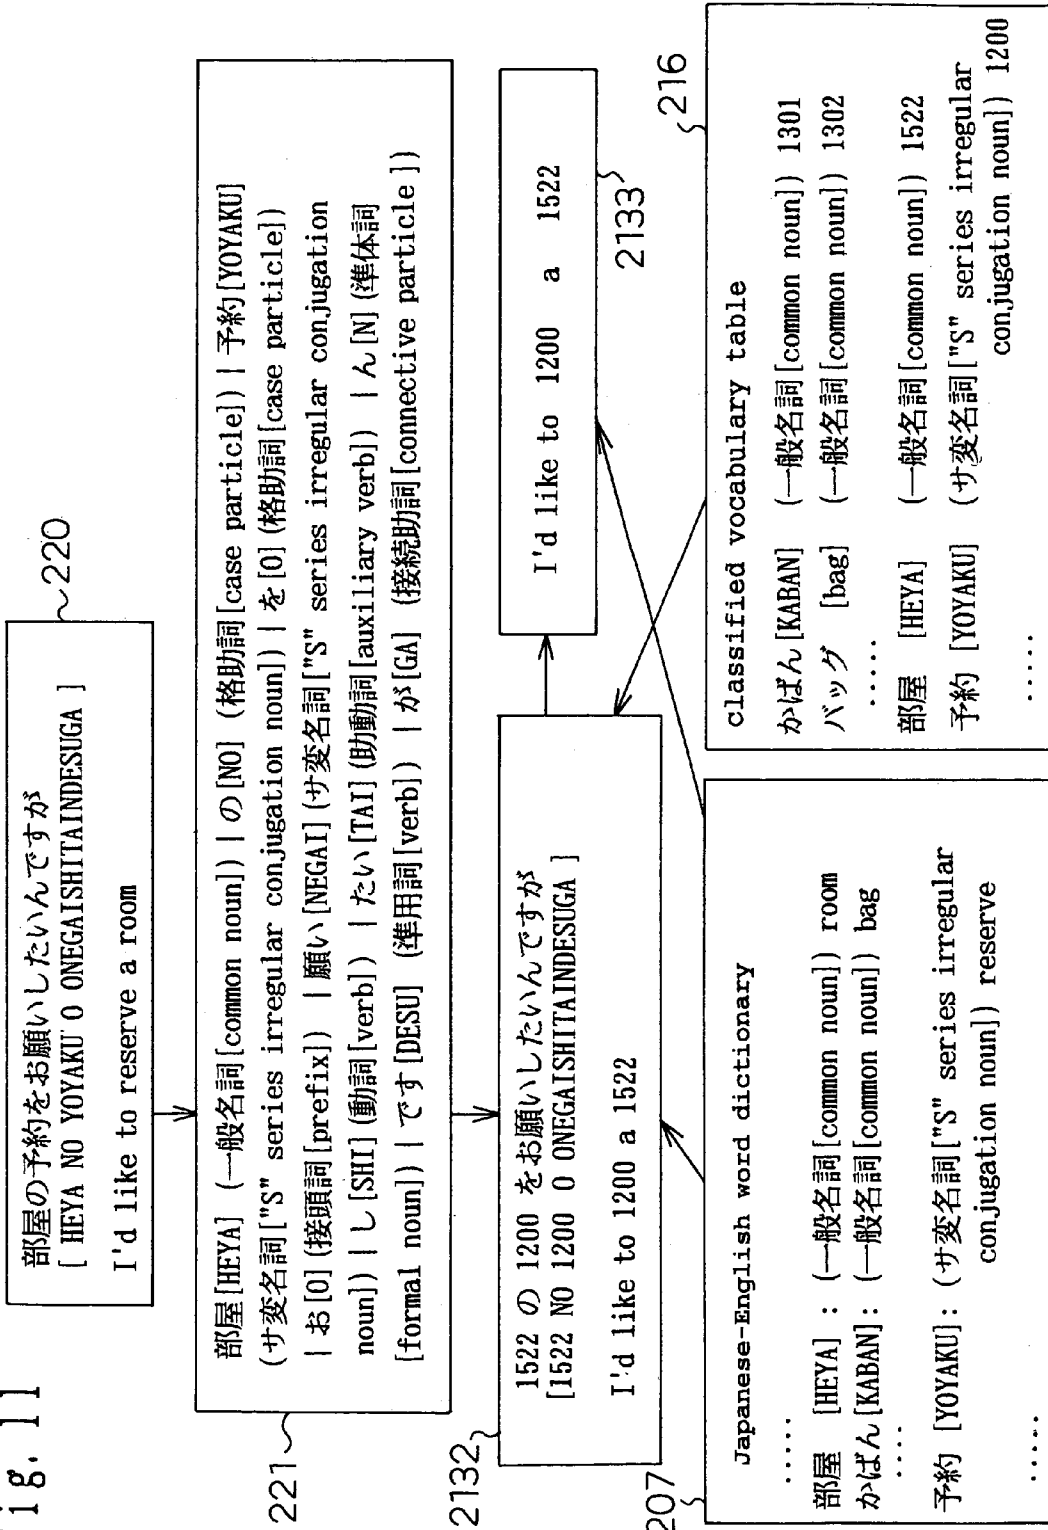 ig. 11
220
部屋の予約をお願いしたいんですが
[ HEYA NO YOYAKU O ONEGAISHITAINDESUGA ]
I'd like to reserve a room
221
部屋[HEYA] (一般名詞[common noun]) | の[NO] (格助詞[case particle]) | 予約[YOYAKU]
(サ変名詞["S" series irregular conjugation noun]) | を[O](格助詞[case particle])
| お[O](接頭詞[prefix]) | 願い[NEGAI](サ変名詞["S" series irregular conjugation
noun]) | し[SHI](動詞[verb]) | たい[TAI](助動詞[auxiliary verb]) | ん[N](準体詞
[formal noun]) | です[DESU] (準用詞[verb]) | が[GA] (接続助詞[connective particle ])
2132
1522 の 1200 をお願いしたいんですが
[1522 NO 1200 O ONEGAISHITAINDESUGA ]
I'd like to 1200 a 1522
I'd like to 1200 a 1522
2133
207
Japanese-English word dictionary
.....
部屋 [HEYA] : (一般名詞[common noun]) room
かばん[KABAN]: (一般名詞[common noun]) bag
....
予約 [YOYAKU]: (サ変名詞["S" series irregular
conjugation noun]) reserve
.....
216
classified vocabulary table
かばん[KABAN] (一般名詞[common noun]) 1301
バッグ [bag] (一般名詞[common noun]) 1302
.....
部屋 [HEYA] (一般名詞[common noun]) 1522
予約 [YOYAKU] (サ変名詞["S" series irregular
conjugation noun]) 1200
.....